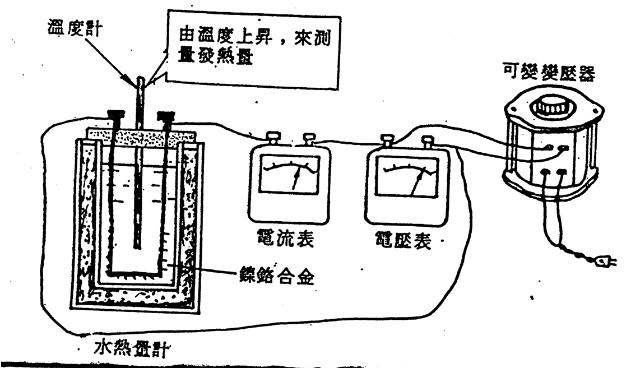 溫度計
由溫度上昇，來測
量發熱量
可變變壓器
電流表
電壓表
鎳鉻合金
水熱量計